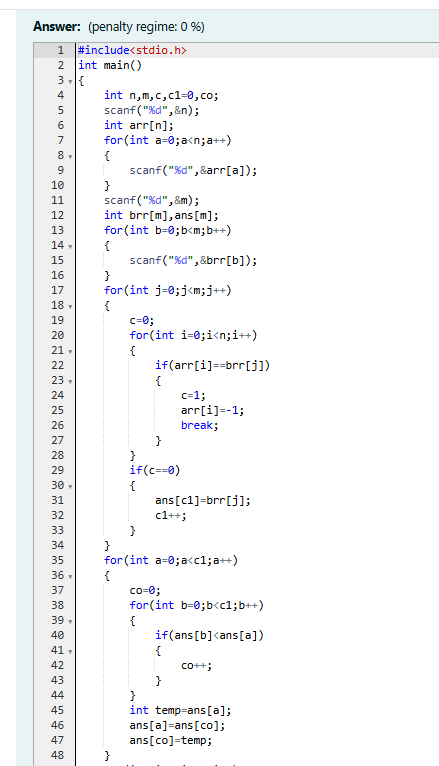 Answer: (penalty regime: 0 %)
1 #include<stdio.h>
2 int main()
3 {
4 int n,m,c,c1=0,co;
5 scanf("%d",&n);
6 int arr[n];
7 for(int a=0;a<n;a++)
8 {
9 scanf("%d",&arr[a]);
10 }
11 scanf("%d",&m);
12 int brr[m],ans[m];
13 for(int b=0;b<m;b++)
14 {
15 scanf("%d",&brr[b]);
16 }
17 for(int j=0;j<m;j++)
18 {
19 c=0;
20 for(int i=0;i<n;i++)
21 {
22 if(arr[i]==brr[j])
23 {
24 c=1;
25 arr[i]=-1;
26 break;
27 }
28 }
29 if(c==0)
30 {
31 ans[c1]=brr[j];
32 c1++;
33 }
34 }
35 for(int a=0;a<c1;a++)
36 {
37 co=0;
38 for(int b=0;b<c1;b++)
39 {
40 if(ans[b]<ans[a])
41 {
42 co++;
43 }
44 }
45 int temp=ans[a];
46 ans[a]=ans[co];
47 ans[co]=temp;
48 }